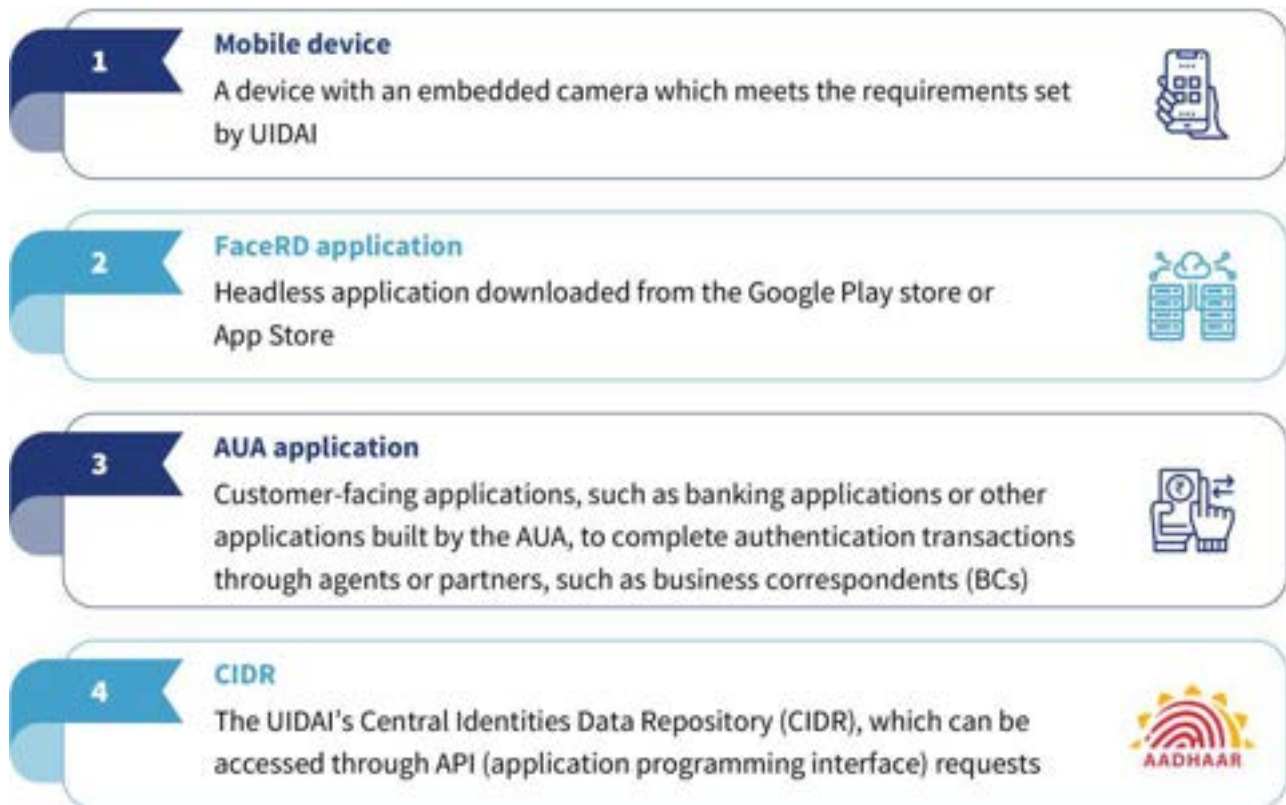 1
Mobile device
A device with an embedded camera which meets the requirements set
by UIDAI
2
FaceRD application
Headless application downloaded from the Google Play store or
App Store
3
AUA application
Customer-facing applications, such as banking applications or other
applications built by the AUA, to complete authentication transactions
through agents or partners, such as business correspondents (BCs)
4
CIDR
The UIDAI’s Central Identities Data Repository (CIDR), which can be
accessed through API (application programming interface) requests
AADHAAR